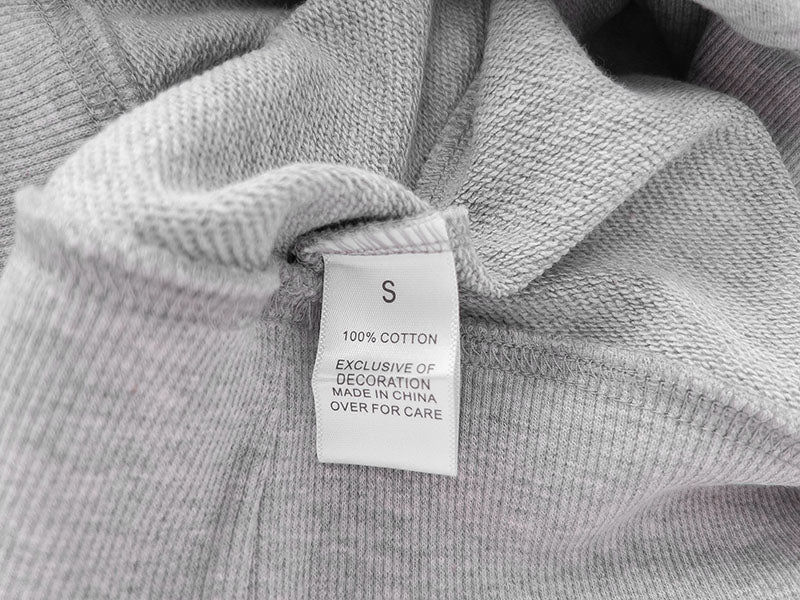 S
100% COTTON
EXCLUSIVE OF
DECORATION
MADE IN CHINA
OVER FOR CARE